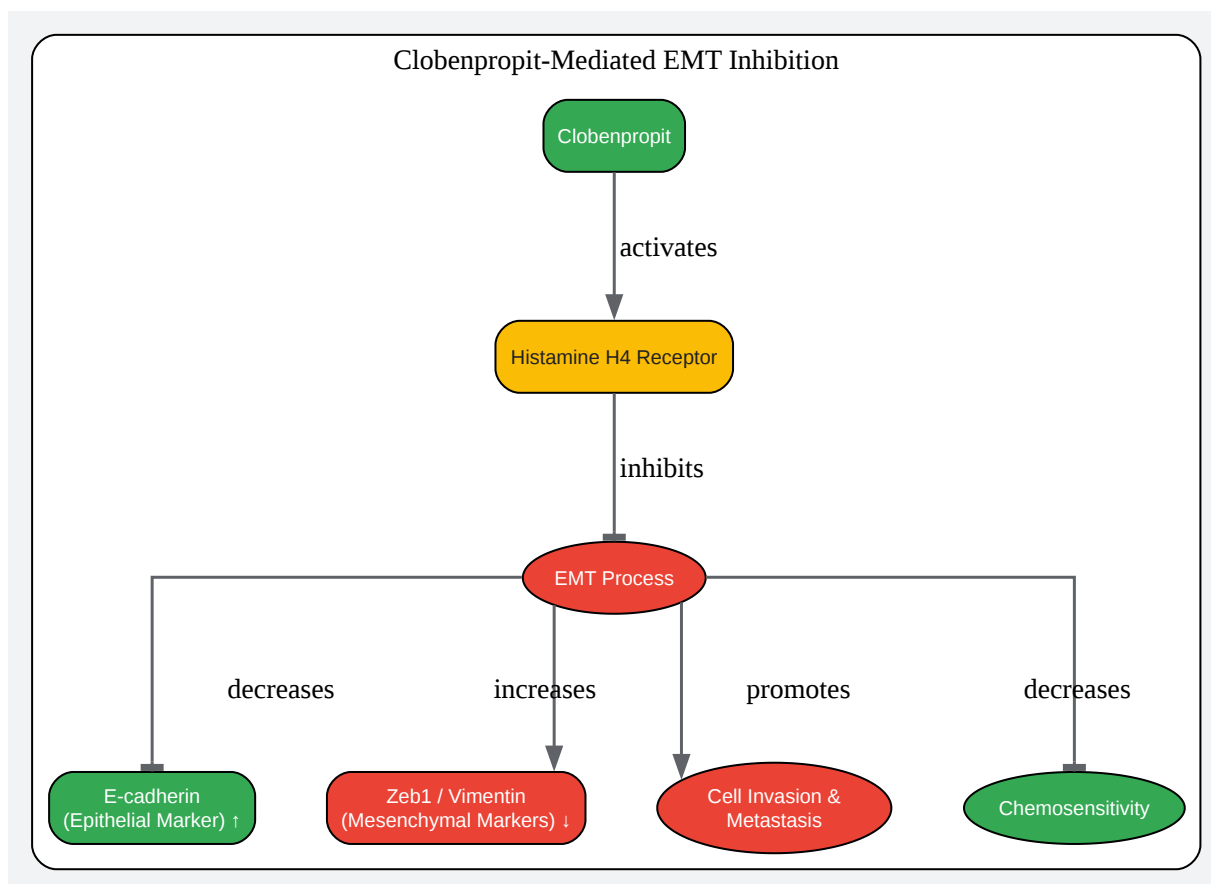 Clobenpropit-Mediated EMT Inhibition
Clobenpropit
activates
Histamine H4 Receptor
inhibits
EMT Process
decreases
increases
promotes
decreases
E-cadherin
(Epithelial Marker) ↑
Zeb1 / Vimentin
(Mesenchymal Markers) ↓
Cell Invasion &
Metastasis
Chemosensitivity